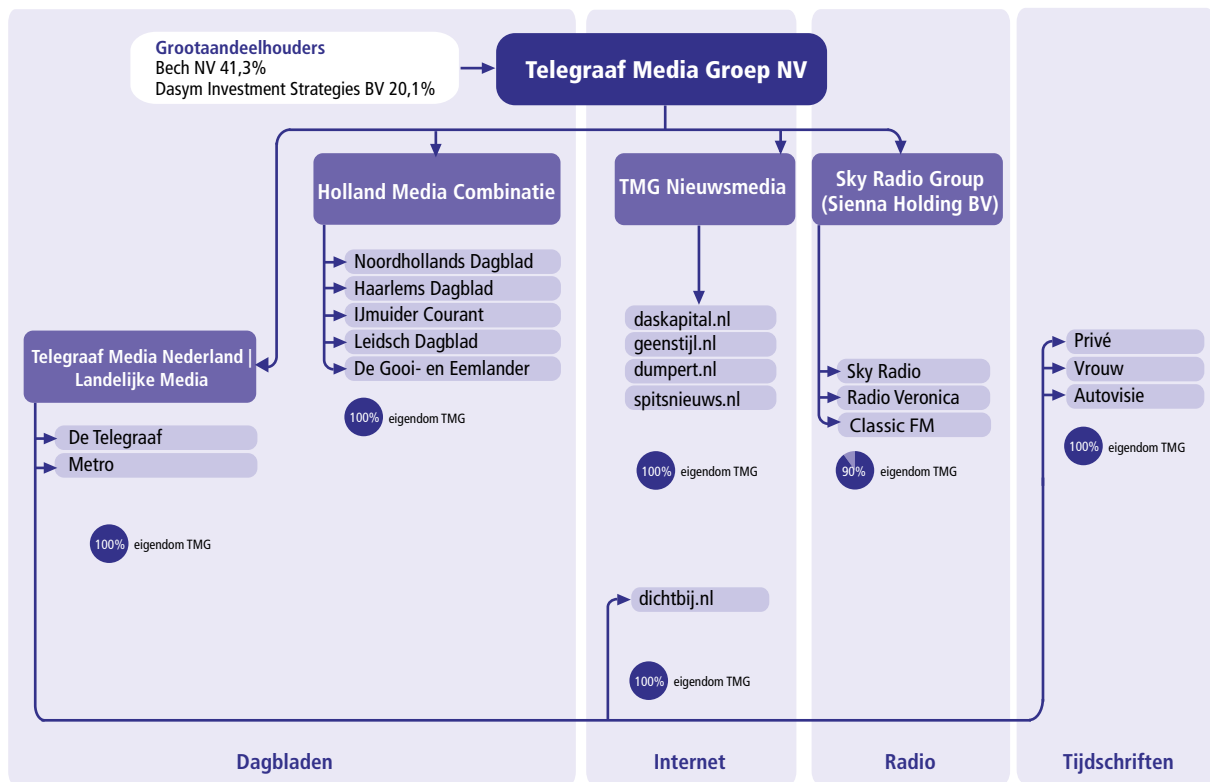 Grootaandeelhouders
Bech NV 41,3%
Dasym Investment Strategies BV 20,1%
Telegraaf Media Groep NV
Holland Media Combinatie
Noordhollands Dagblad
Haarlems Dagblad
IJmuider Courant
Leidsch Dagblad
De Gooi- en Eemlander
100% eigendom TMG
Telegraaf Media Nederland |
Landelijke Media
De Telegraaf
Metro
100% eigendom TMG
TMG Nieuwsmedia
daskapital.nl
geenstijl.nl
dumpert.nl
spitsnieuws.nl
100% eigendom TMG
dichtbij.nl
100% eigendom TMG
Sky Radio Group
(Sienna Holding BV)
Sky Radio
Radio Veronica
Classic FM
90% eigendom TMG
Privé
Vrouw
Autovisie
100% eigendom TMG
Dagbladen
Internet
Radio
Tijdschriften